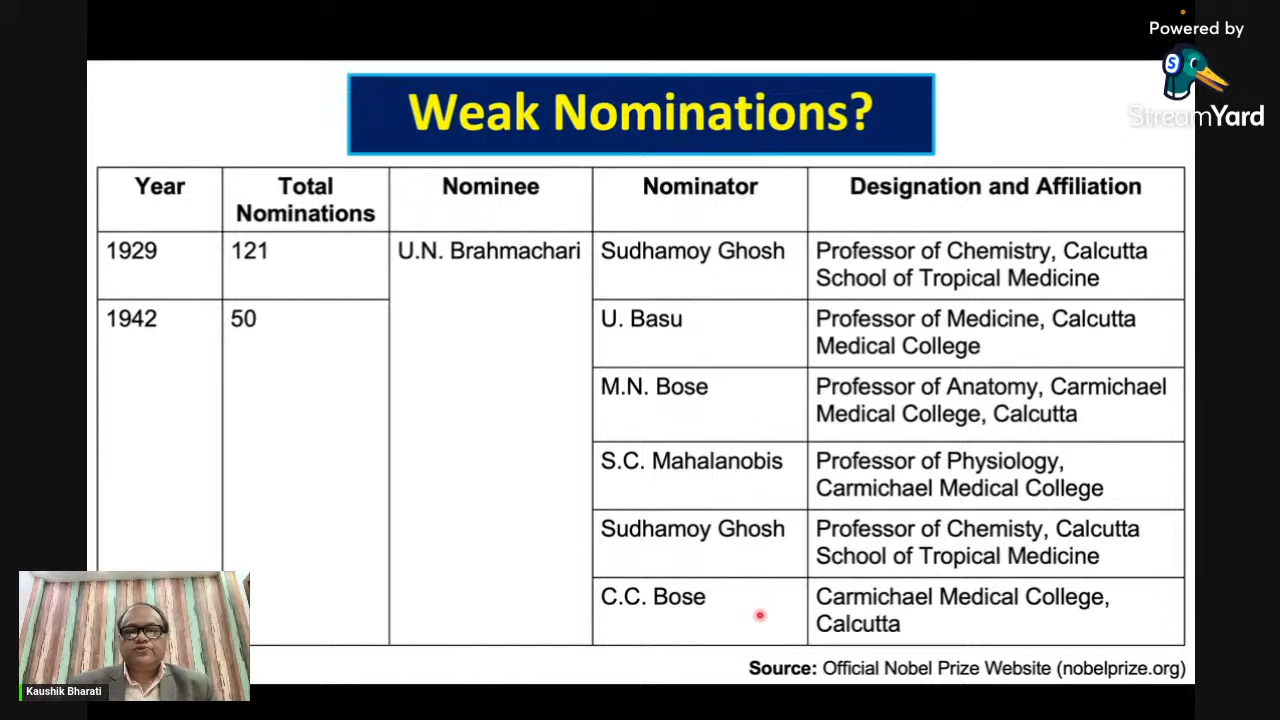 Powered by
StreamYard
Weak Nominations?
Year
Total
Nominations
Nominee
Nominator
Designation and Affiliation
1929
121
U.N. Brahmachari
Sudhamoy Ghosh
Professor of Chemistry, Calcutta
School of Tropical Medicine
1942
50
U. Basu
Professor of Medicine, Calcutta
Medical College
M.N. Bose
Professor of Anatomy, Carmichael
Medical College, Calcutta
S.C. Mahalanobis
Professor of Physiology,
Carmichael Medical College
Sudhamoy Ghosh
Professor of Chemisty, Calcutta
School of Tropical Medicine
C.C. Bose
Carmichael Medical College,
Calcutta
Source: Official Nobel Prize Website (nobelprize.org)
Kaushik Bharati